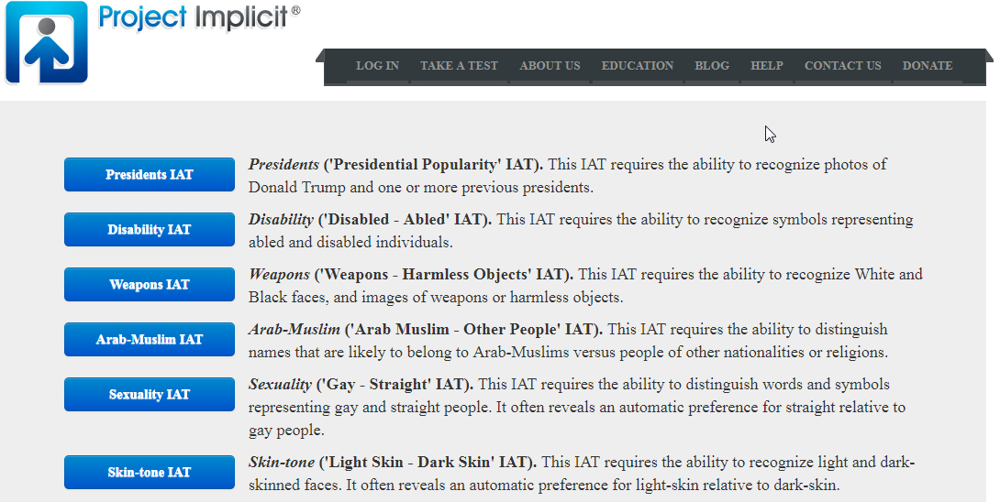 Project Implicit®
LOG IN TAKE A TEST ABOUT US EDUCATION BLOG HELP CONTACT US DONATE
Presidents IAT
Presidents ('Presidential Popularity' IAT). This IAT requires the ability to recognize photos of
Donald Trump and one or more previous presidents.
Disability IAT
Disability ('Disabled - Abled' IAT). This IAT requires the ability to recognize symbols representing
abled and disabled individuals.
Weapons IAT
Weapons ('Weapons - Harmless Objects' IAT). This IAT requires the ability to recognize White and
Black faces, and images of weapons or harmless objects.
Arab-Muslim IAT
Arab-Muslim ('Arab Muslim - Other People' IAT). This IAT requires the ability to distinguish
names that are likely to belong to Arab-Muslims versus people of other nationalities or religions.
Sexuality IAT
Sexuality ('Gay - Straight' IAT). This IAT requires the ability to distinguish words and symbols
representing gay and straight people. It often reveals an automatic preference for straight relative to
gay people.
Skin-tone IAT
Skin-tone ('Light Skin - Dark Skin' IAT). This IAT requires the ability to recognize light and dark-
skinned faces. It often reveals an automatic preference for light-skin relative to dark-skin.